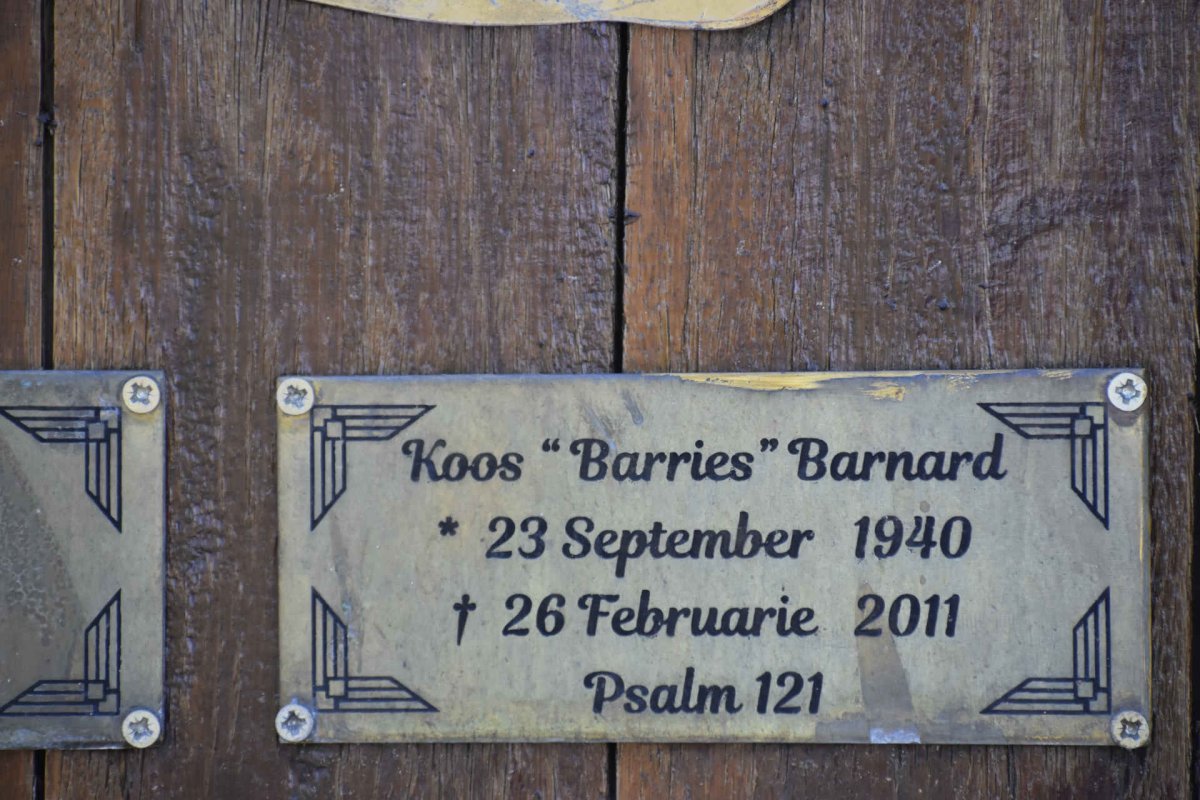 Koos “Barries” Barnard
* 23 September 1940
† 26 Februarie 2011
Psalm 121